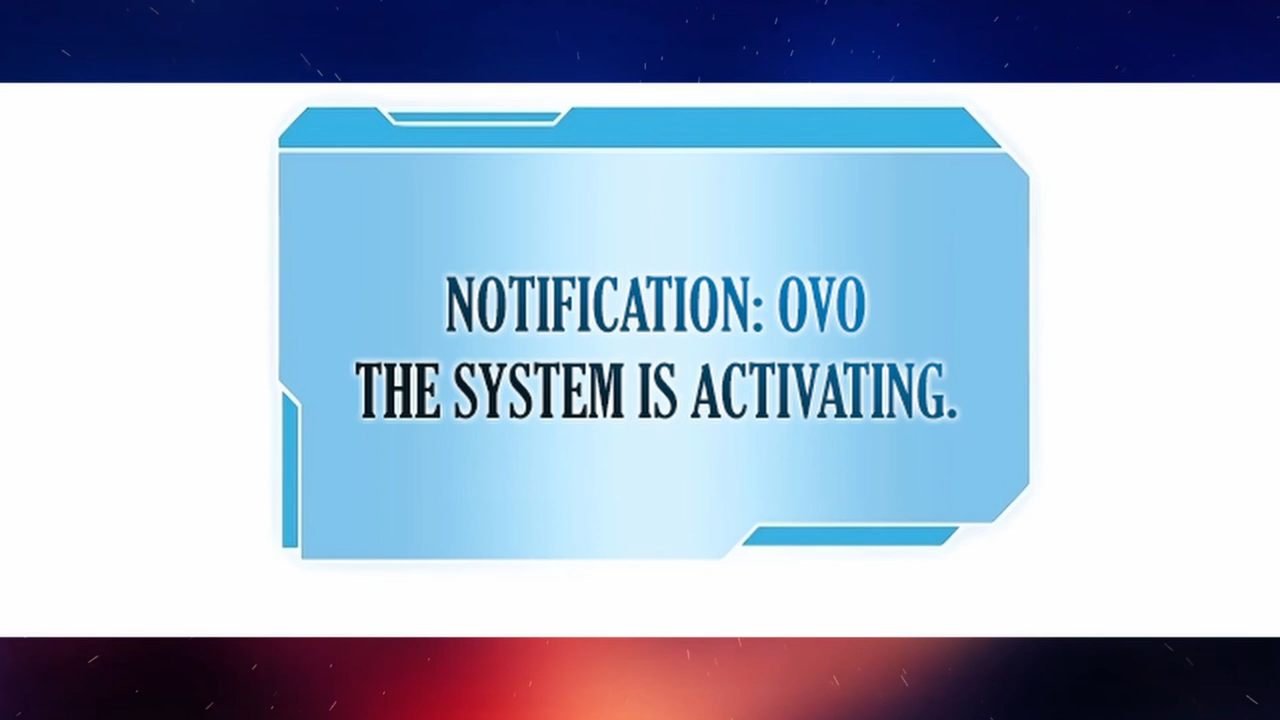 NOTIFICATION: OVO
THE SYSTEM IS ACTIVATING.